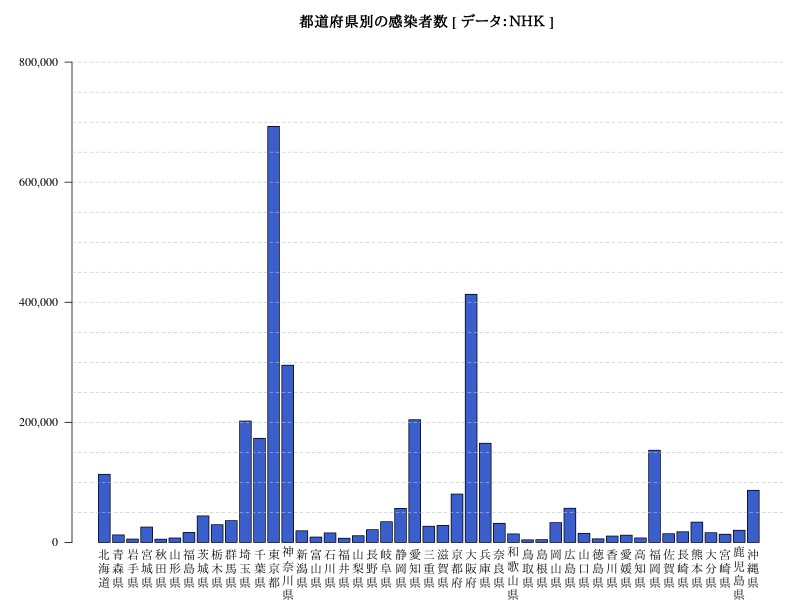 都道府県別の感染者数 [ データ：NHK ]
800,000
600,000
400,000
200,000
0
北海道
青森県
岩手県
宮城県
秋田県
山形県
福島県
茨城県
栃木県
群馬県
埼玉県
千葉県
東京都
神奈川県
新潟県
富山県
石川県
福井県
山梨県
長野県
岐阜県
静岡県
愛知県
三重県
滋賀県
京都府
大阪府
兵庫県
奈良県
和歌山県
鳥取県
島根県
岡山県
広島県
山口県
徳島県
香川県
愛媛県
高知県
福岡県
佐賀県
長崎県
熊本県
大分県
宮崎県
鹿児島県
沖縄県